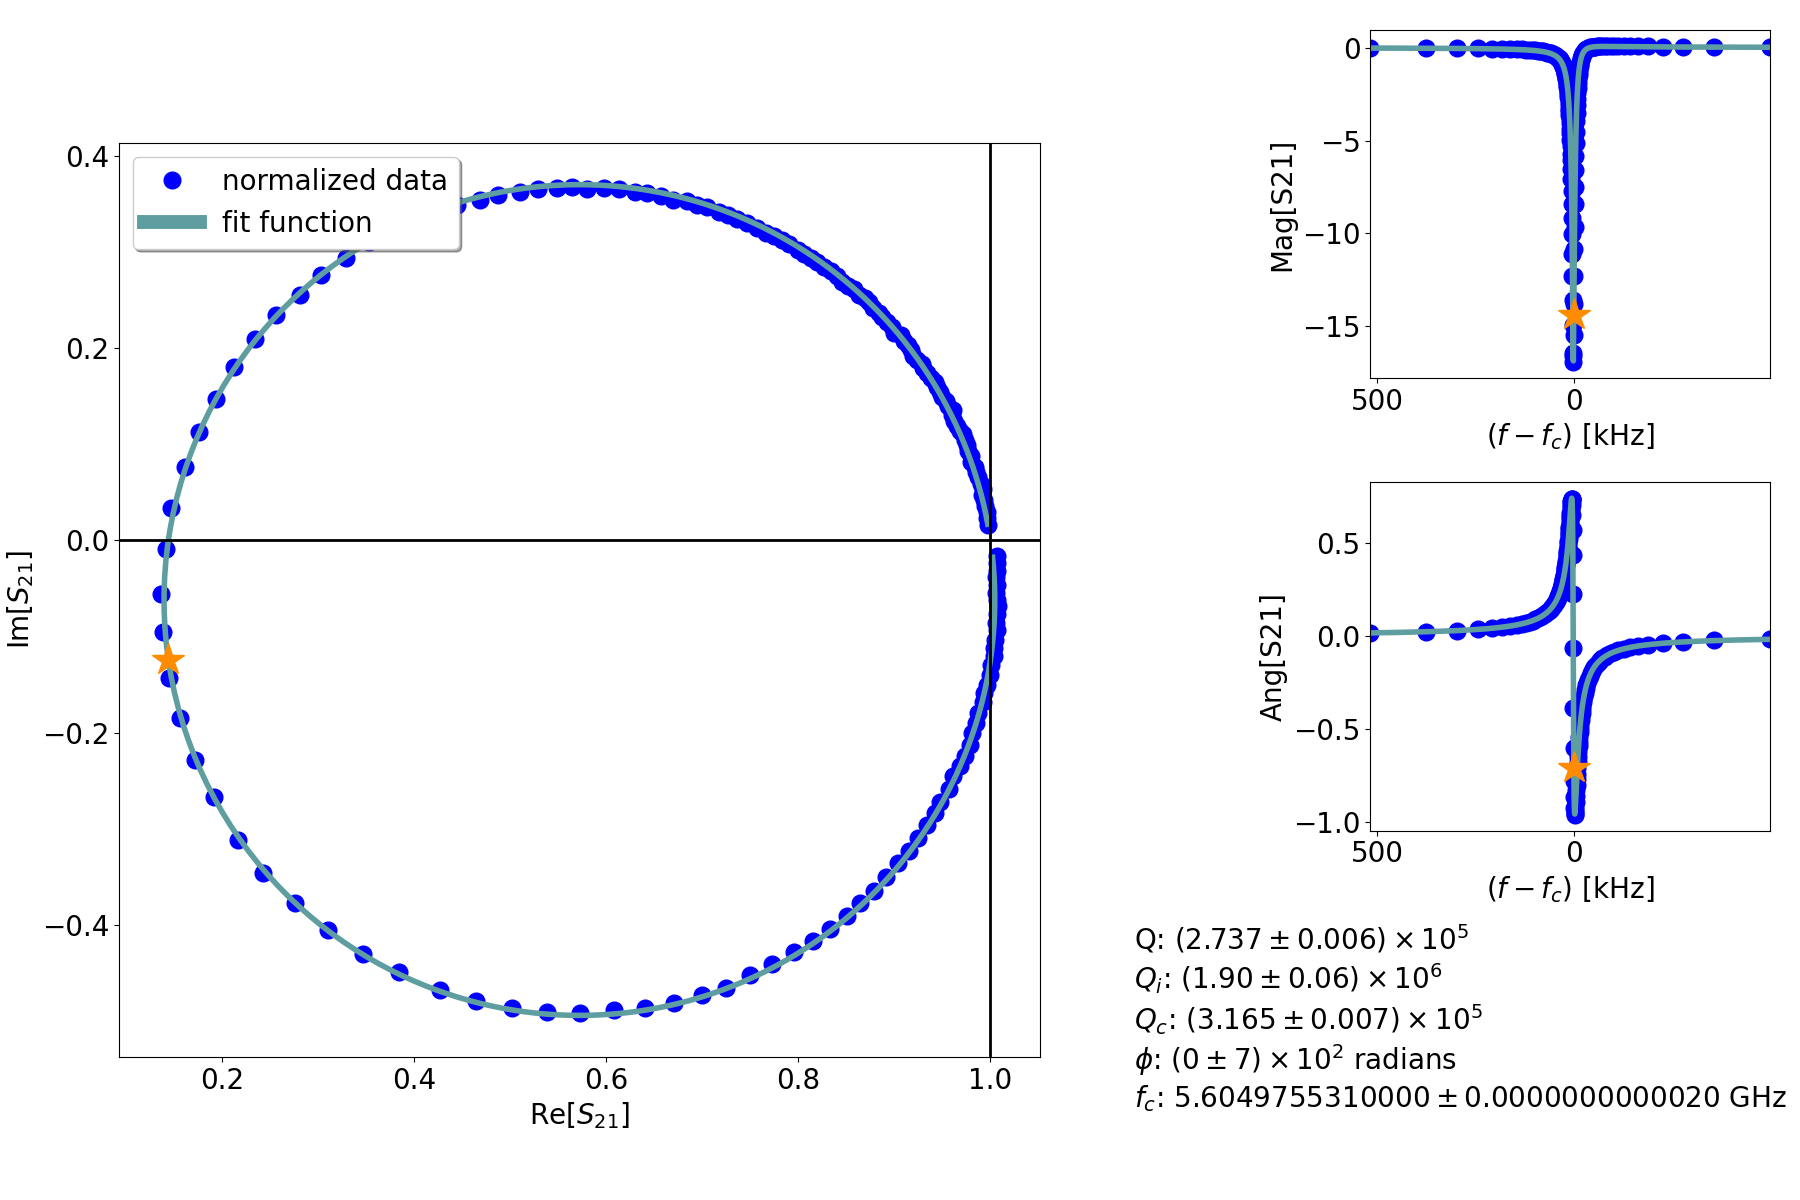 normalized data
fit function
0.4
0.2
0.0
−0.2
−0.4
Im[S21]
0.2
0.4
0.6
0.8
1.0
Re[S21]
0
−5
−10
−15
Mag[S21]
500
0
(f − fc) [kHz]
0.5
0.0
−0.5
−1.0
Ang[S21]
500
0
(f − fc) [kHz]
Q: (2.737 ± 0.006) × 10^5
Qi: (1.90 ± 0.06) × 10^6
Qc: (3.165 ± 0.007) × 10^5
ϕ: (0 ± 7) × 10^2 radians
fc: 5.6049755310000 ± 0.0000000000020 GHz